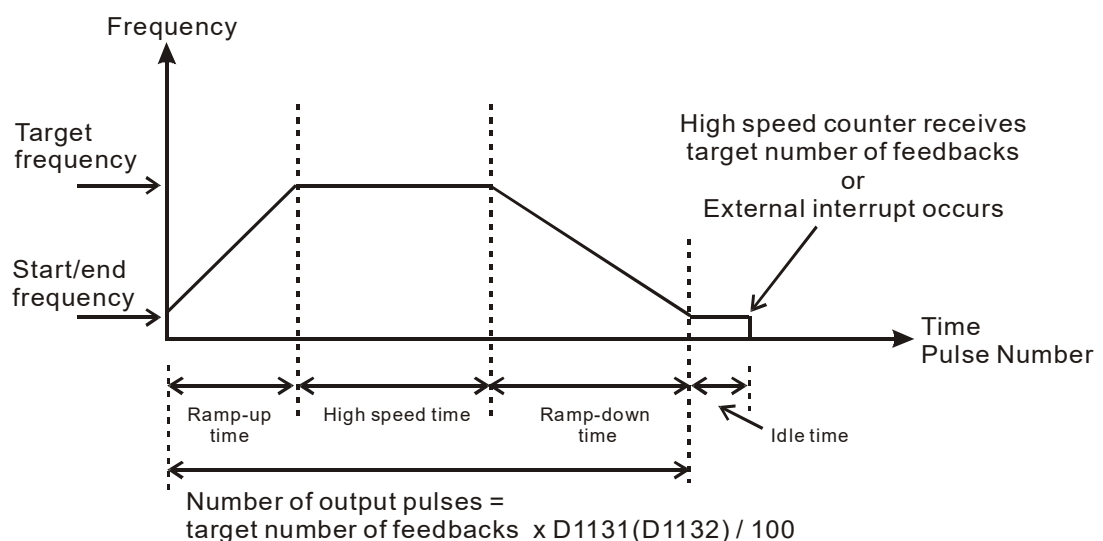 Frequency
Target
frequency
High speed counter receives
target number of feedbacks
or
External interrupt occurs
Start/end
frequency
Time
Pulse Number
Ramp-up
time
High speed time
Ramp-down
time
Idle time
Number of output pulses =
target number of feedbacks x D1131(D1132) / 100